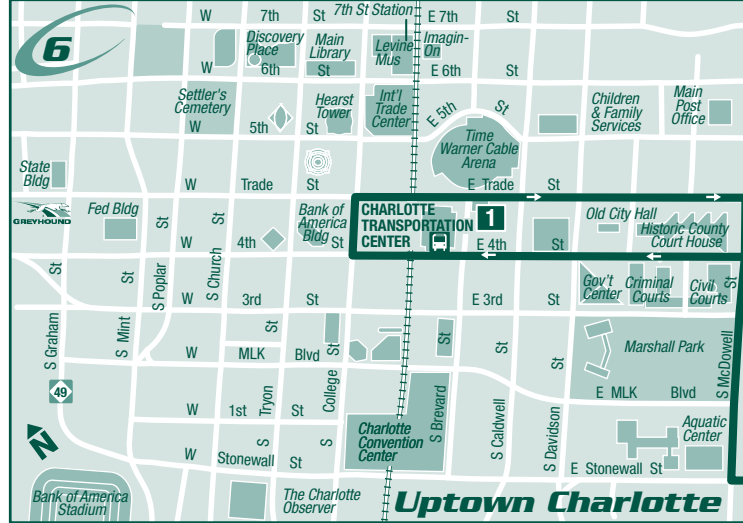 7th St Station
W 7th St
E 7th St
6
Discovery
Place
Main
Library
Levine
Mus
Imagin-
On
W 6th St
E 6th St
Settler's
Cemetery
Hearst
Tower
Int'l
Trade
Center
E 5th St
Children
& Family
Services
Main
Post
Office
W 5th St
Time
Warner Cable
Arena
State
Bldg
W Trade St
E Trade St
GREYHOUND
Fed Bldg
Bank of
America
Bldg
CHARLOTTE
TRANSPORTATION
CENTER
1
Old City Hall
Historic County
Court House
W 4th St
E 4th St
Gov't
Center
Criminal
Courts
Civil
Courts
W 3rd St
E 3rd St
S Graham St
S Mint St
S Poplar St
S Church St
S Tryon St
S College St
S Brevard St
S Caldwell St
S Davidson St
S McDowell St
W MLK Blvd
Marshall Park
E MLK Blvd
49
W 1st St
N
Charlotte
Convention
Center
Aquatic
Center
W Stonewall St
E Stonewall St
Bank of America
Stadium
The Charlotte
Observer
Uptown Charlotte